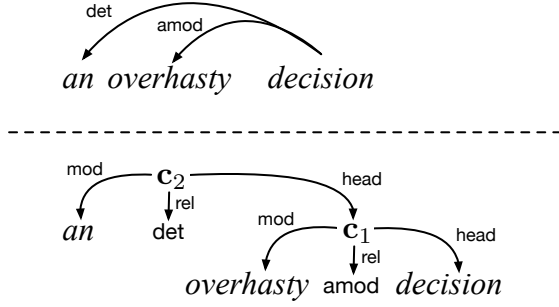 det
amod
an overhasty decision
mod c2 head
rel
an det mod c1 head
rel
overhasty amod decision